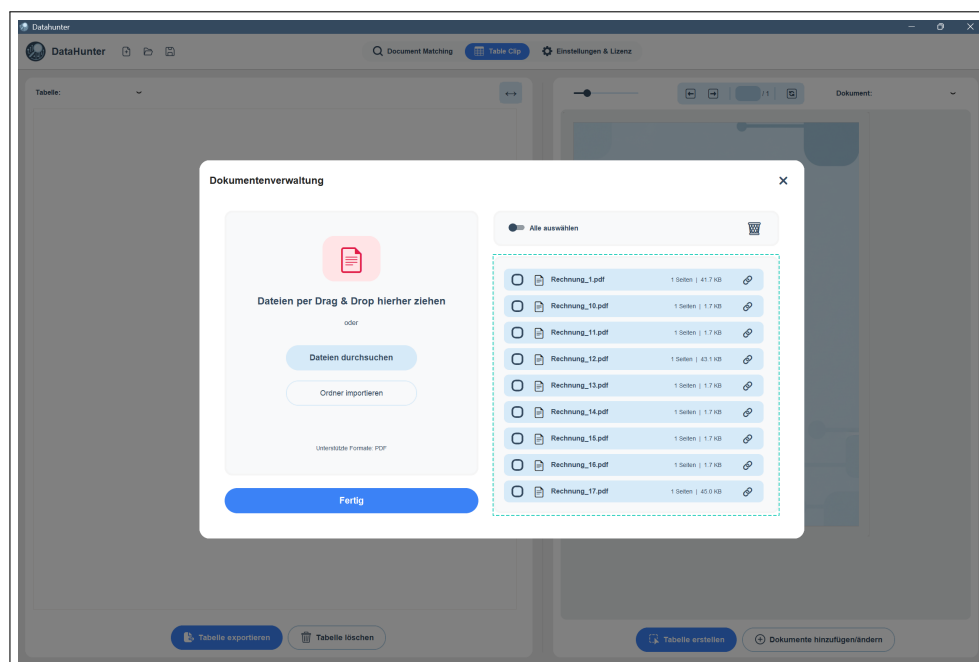 Datahunter
DataHunter
Document Matching
Table Clip
Einstellungen & Lizenz
Tabelle:
/1
Dokument:
Dokumentenverwaltung
Dateien per Drag & Drop hierher ziehen
oder
Dateien durchsuchen
Ordner importieren
Unterstützte Formate: PDF
Fertig
Alle auswählen
Rechnung_1.pdf 1 Seiten | 41.7 KB
Rechnung_10.pdf 1 Seiten | 1.7 KB
Rechnung_11.pdf 1 Seiten | 1.7 KB
Rechnung_12.pdf 1 Seiten | 43.1 KB
Rechnung_13.pdf 1 Seiten | 1.7 KB
Rechnung_14.pdf 1 Seiten | 1.7 KB
Rechnung_15.pdf 1 Seiten | 1.7 KB
Rechnung_16.pdf 1 Seiten | 1.7 KB
Rechnung_17.pdf 1 Seiten | 45.0 KB
Tabelle exportieren
Tabelle löschen
Tabelle erstellen
Dokumente hinzufügen/ändern